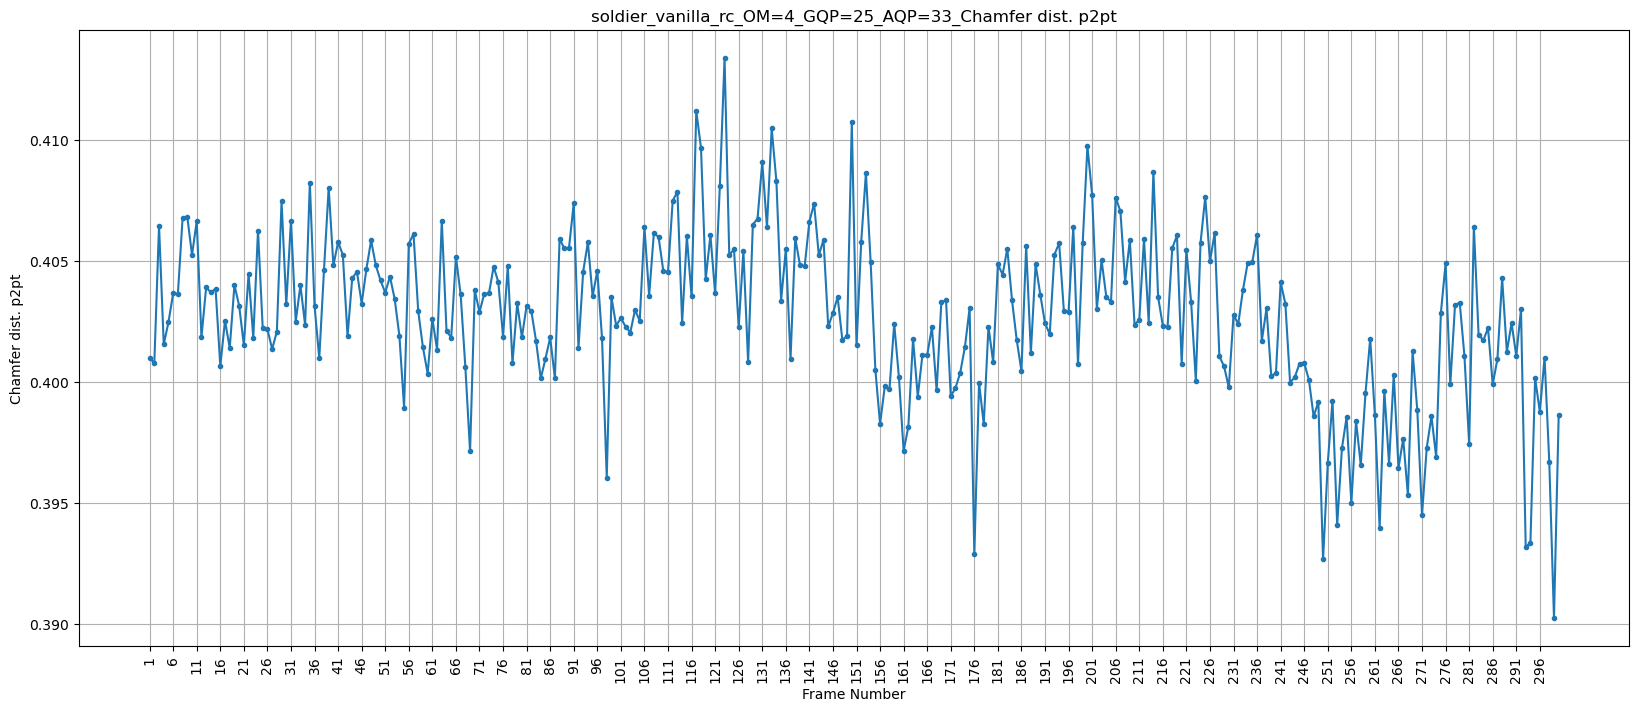 soldier_vanilla_rc_OM=4_GQP=25_AQP=33_Chamfer dist. p2pt
Chamfer dist. p2pt
0.410
0.405
0.400
0.395
0.390
1 6 11 16 21 26 31 36 41 46 51 56 61 66 71 76 81 86 91 96 101 106 111 116 121 126 131 136 141 146 151 156 161 166 171 176 181 186 191 196 201 206 211 216 221 226 231 236 241 246 251 256 261 266 271 276 281 286 291 296
Frame Number